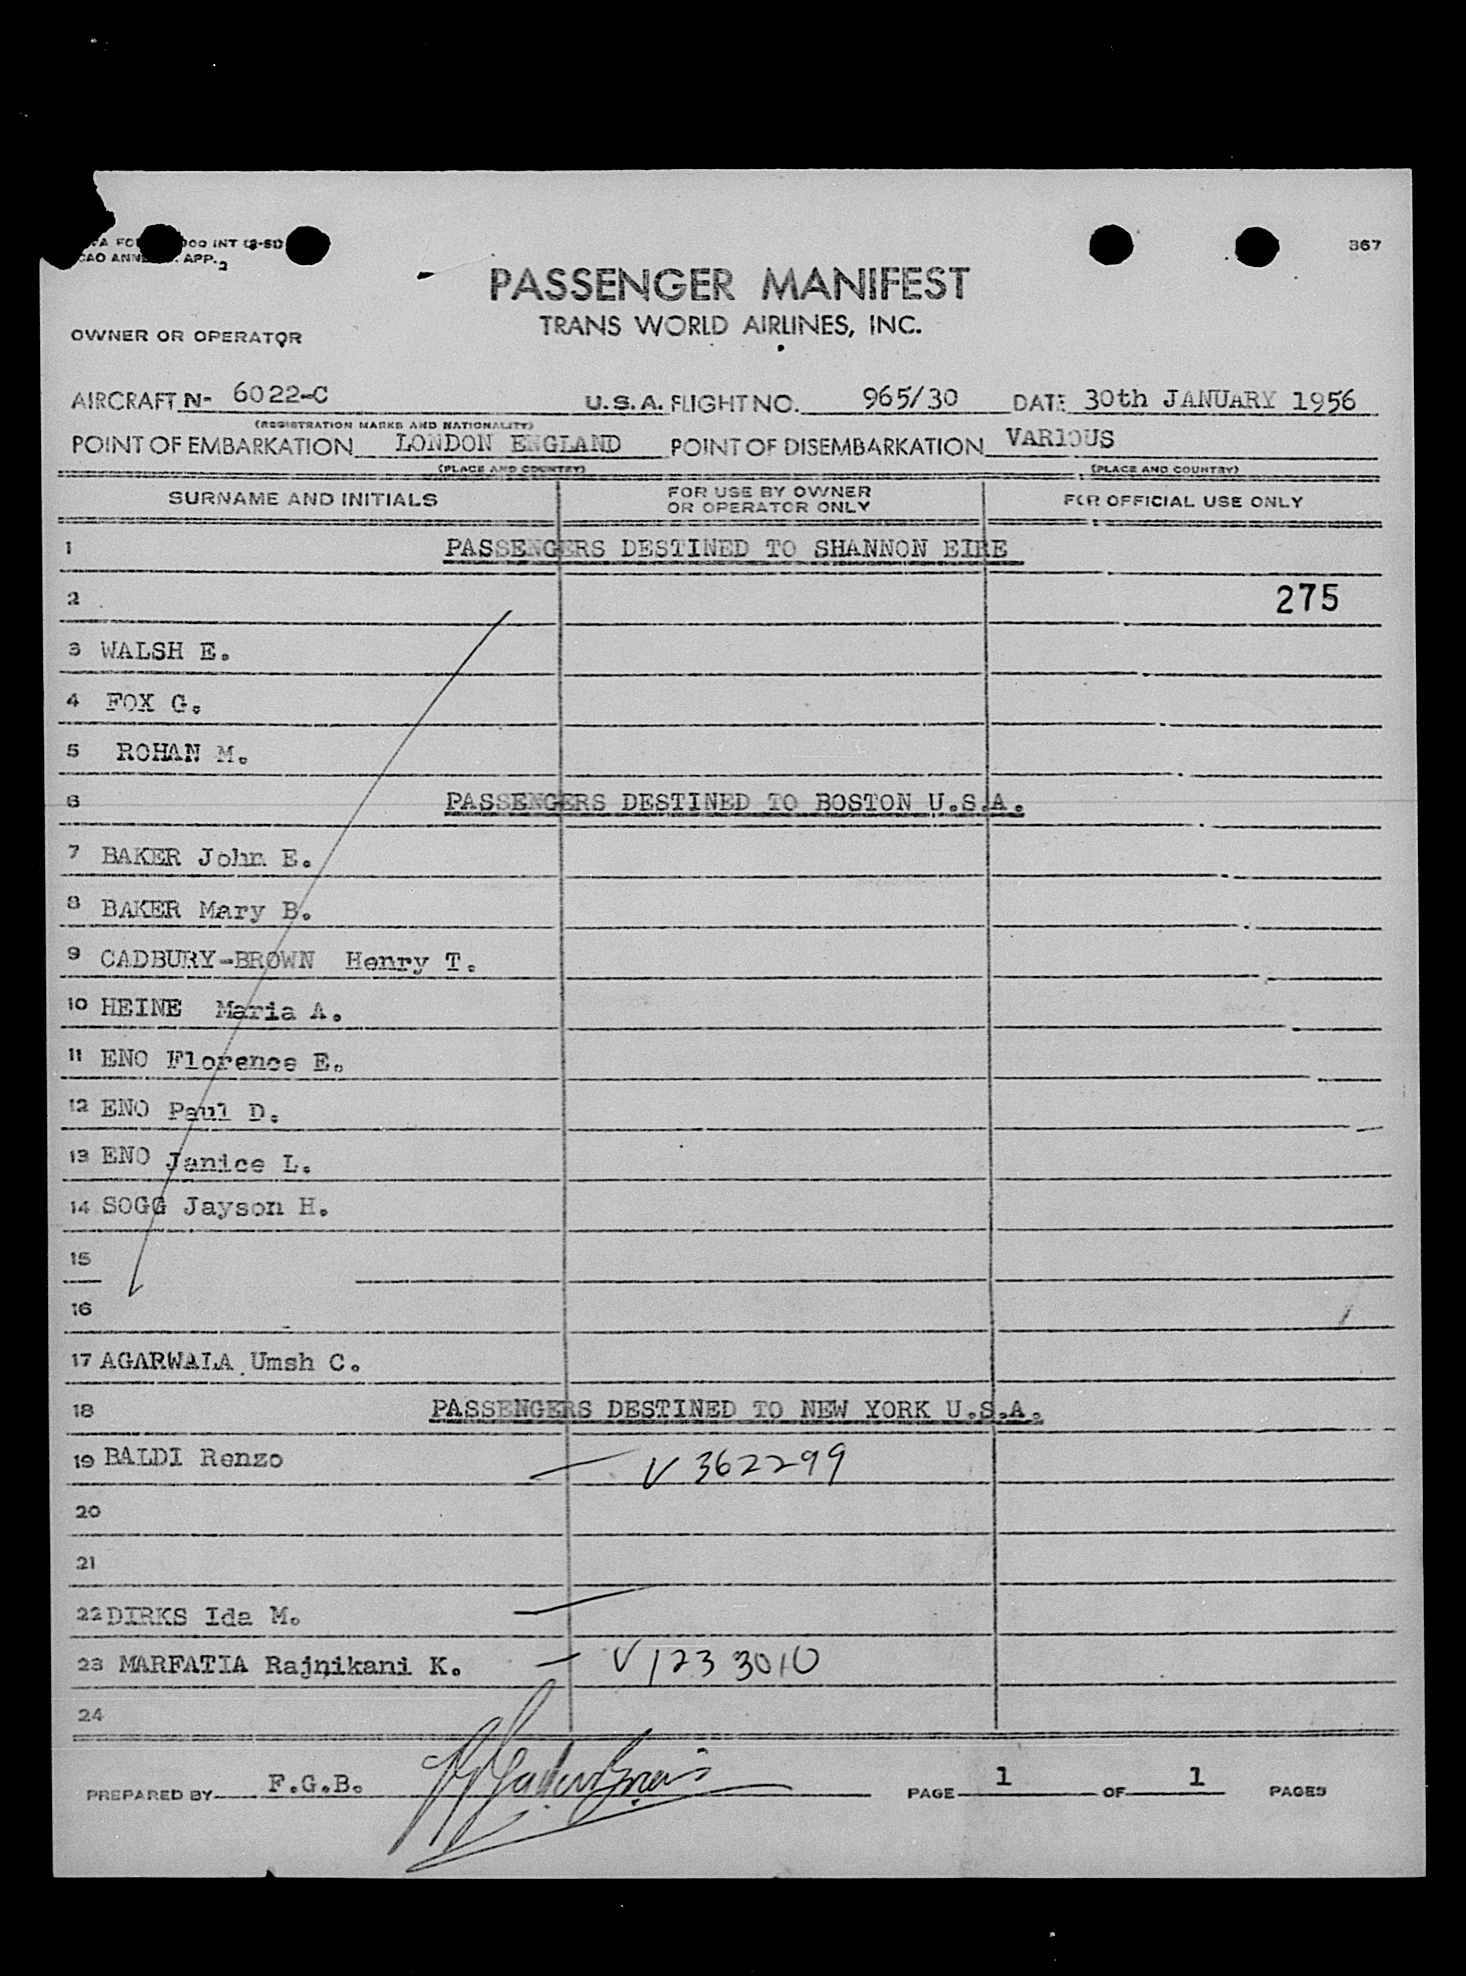 INT (3-51)
APP. 2
367
PASSENGER MANIFEST
TRANS WORLD AIRLINES, INC.
OWNER OR OPERATOR
AIRCRAFT N- 6022-C U.S.A. FLIGHT NO. 965/30 DATE 30th JANUARY 1956
(REGISTRATION MARKS AND NATIONALITY)
POINT OF EMBARKATION LONDON ENGLAND POINT OF DISEMBARKATION VARIOUS
(PLACE AND COUNTRY) (PLACE AND COUNTRY)
SURNAME AND INITIALS FOR USE BY OWNER OR OPERATOR ONLY FOR OFFICIAL USE ONLY
1 PASSENGERS DESTINED TO SHANNON EIRE
2 275
3 WALSH E.
4 FOX G.
5 ROHAN M.
6 PASSENGERS DESTINED TO BOSTON U.S.A.
7 BAKER John E.
8 BAKER Mary B.
9 CADBURY-BROWN Henry T.
10 HEINE Maria A.
11 ENO Florence E.
12 ENO Paul D.
13 ENO Janice L.
14 SOGG Jayson H.
15
16
17 AGARWALA Umsh C.
18 PASSENGERS DESTINED TO NEW YORK U.S.A.
19 BALDI Renzo — V 362299
20
21
22 DIRKS Ida M. —
23 MARFATIA Rajnikani K. — V 1233010
24
PREPARED BY F.G.B. PAGE 1 OF 1 PAGES